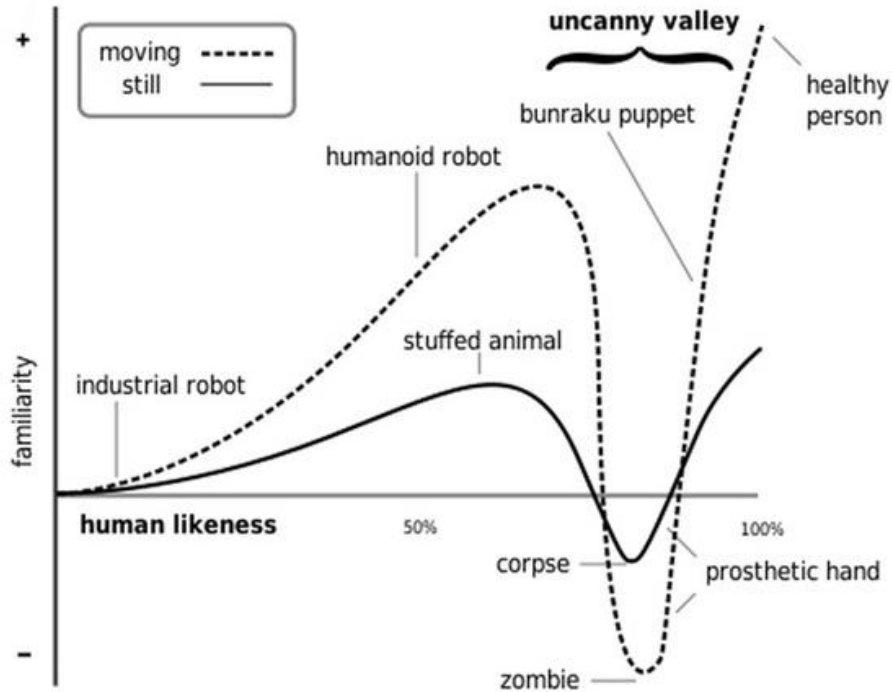 uncanny valley
+
moving
still
healthy
person
bunraku puppet
humanoid robot
stuffed animal
industrial robot
familiarity
human likeness
50%
100%
corpse
prosthetic hand
–
zombie